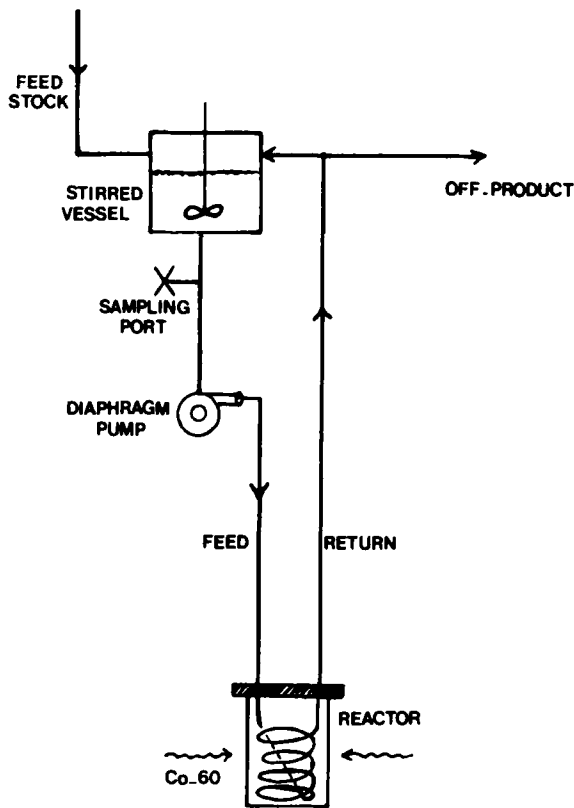 FEED
STOCK
STIRRED
VESSEL
OFF-PRODUCT
SAMPLING
PORT
DIAPHRAGM
PUMP
FEED
RETURN
REACTOR
Co-60